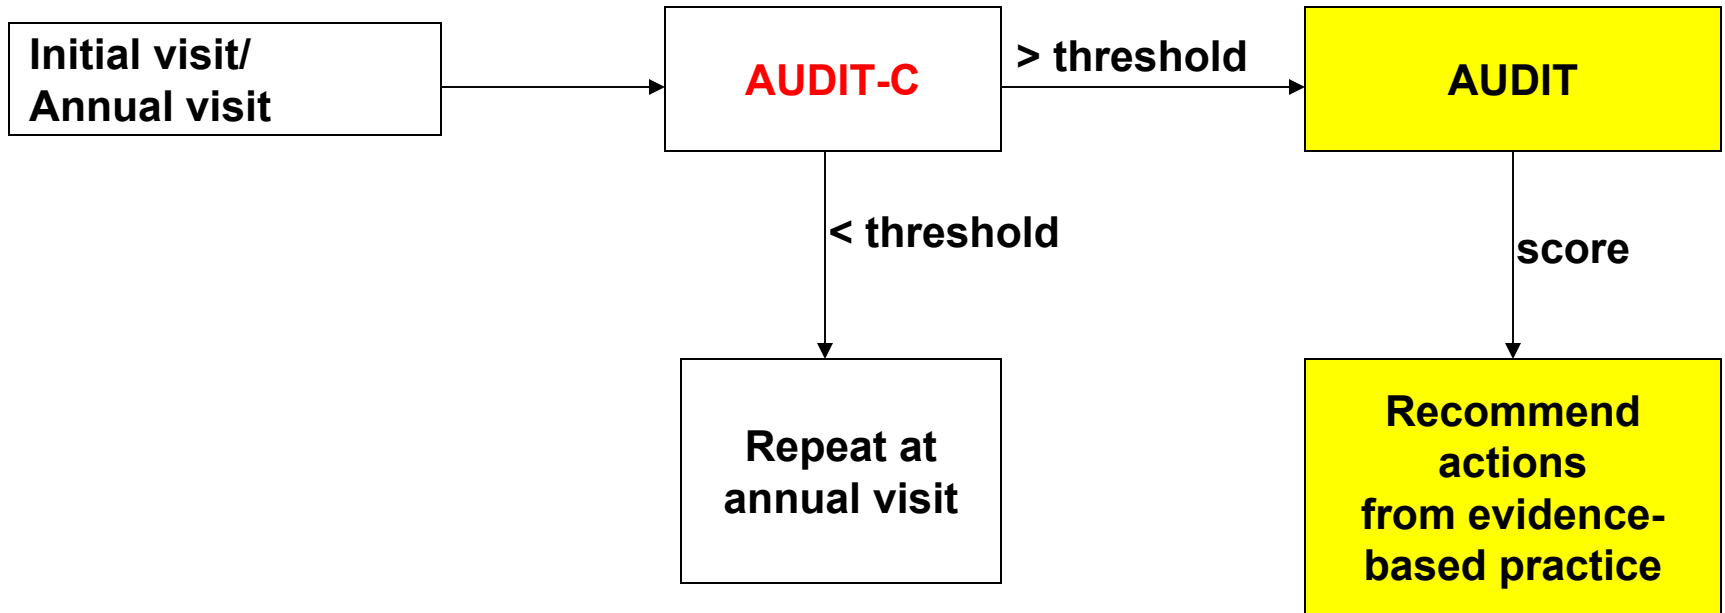 Initial visit/
Annual visit
AUDIT-C
> threshold
AUDIT
< threshold
score
Repeat at
annual visit
Recommend
actions
from evidence-
based practice